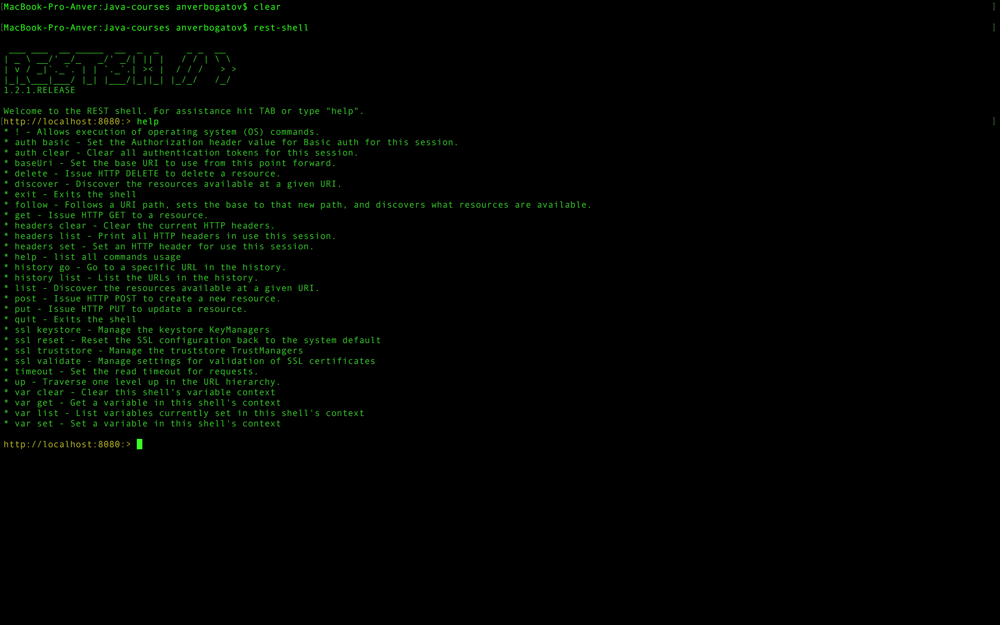 [MacBook-Pro-Anver:Java-courses anverbogatov$ clear ]
[MacBook-Pro-Anver:Java-courses anverbogatov$ rest-shell ]
 ___ ___  __ _____  __  _  _     _ _  __
| _ \ __/' _/_   _/' _/| || |   / / | \ \
| v / _|`._`. | | `._`.| >< |  / / /   > >
|_|_\___|___/ |_| |___/|_||_| |_/_/   /_/
1.2.1.RELEASE
Welcome to the REST shell. For assistance hit TAB or type "help".
[http://localhost:8080:> help ]
* ! - Allows execution of operating system (OS) commands.
* auth basic - Set the Authorization header value for Basic auth for this session.
* auth clear - Clear all authentication tokens for this session.
* baseUri - Set the base URI to use from this point forward.
* delete - Issue HTTP DELETE to delete a resource.
* discover - Discover the resources available at a given URI.
* exit - Exits the shell
* follow - Follows a URI path, sets the base to that new path, and discovers what resources are available.
* get - Issue HTTP GET to a resource.
* headers clear - Clear the current HTTP headers.
* headers list - Print all HTTP headers in use this session.
* headers set - Set an HTTP header for use this session.
* help - list all commands usage
* history go - Go to a specific URL in the history.
* history list - List the URLs in the history.
* list - Discover the resources available at a given URI.
* post - Issue HTTP POST to create a new resource.
* put - Issue HTTP PUT to update a resource.
* quit - Exits the shell
* ssl keystore - Manage the keystore KeyManagers
* ssl reset - Reset the SSL configuration back to the system default
* ssl truststore - Manage the truststore TrustManagers
* ssl validate - Manage settings for validation of SSL certificates
* timeout - Set the read timeout for requests.
* up - Traverse one level up in the URL hierarchy.
* var clear - Clear this shell's variable context
* var get - Get a variable in this shell's context
* var list - List variables currently set in this shell's context
* var set - Set a variable in this shell's context
http://localhost:8080:>